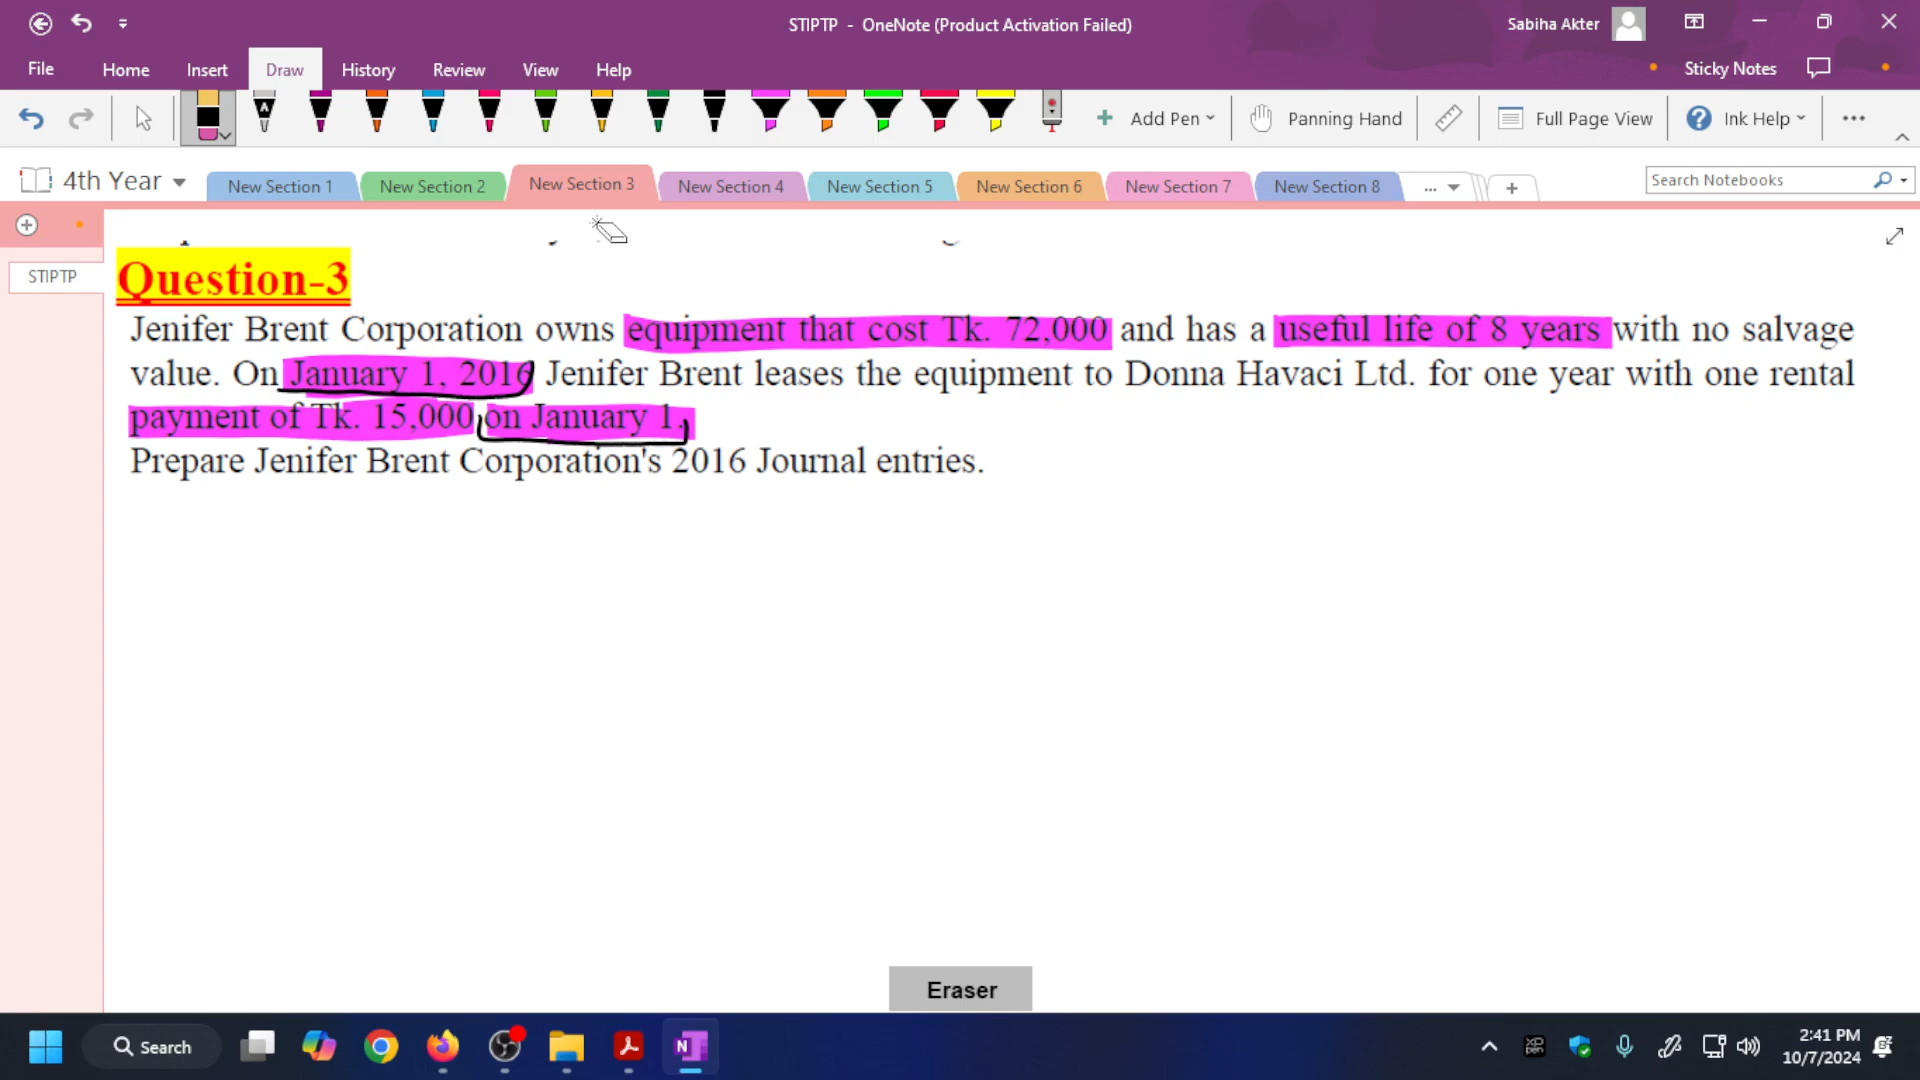 STIPTP - OneNote (Product Activation Failed)
Sabiha Akter
File Home Insert Draw History Review View Help
Sticky Notes
Add Pen
Panning Hand
Full Page View
Ink Help
4th Year
New Section 1
New Section 2
New Section 3
New Section 4
New Section 5
New Section 6
New Section 7
New Section 8
Search Notebooks
STIPTP
Question-3
Jenifer Brent Corporation owns equipment that cost Tk. 72,000 and has a useful life of 8 years with no salvage
value. On January 1, 2016 Jenifer Brent leases the equipment to Donna Havaci Ltd. for one year with one rental
payment of Tk. 15,000 on January 1.
Prepare Jenifer Brent Corporation's 2016 Journal entries.
Eraser
Search
2:41 PM
10/7/2024